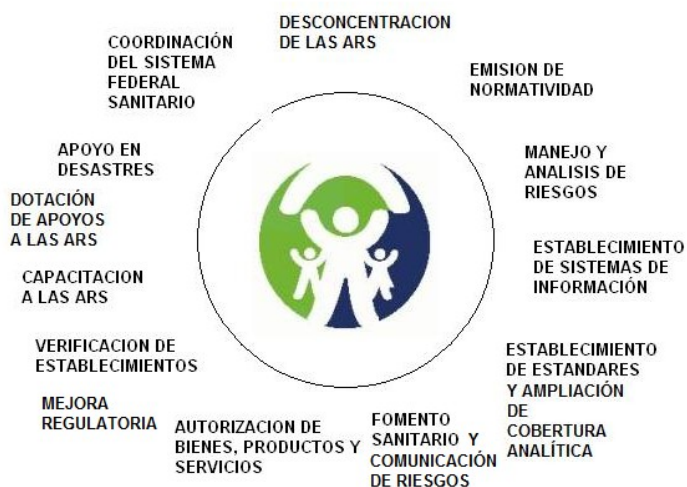 DESCONCENTRACION
DE LAS ARS
EMISION DE
NORMATIVIDAD
MANEJO Y
ANALISIS DE
RIESGOS
ESTABLECIMIENTO
DE SISTEMAS DE
INFORMACIÓN
ESTABLECIMIENTO
DE ESTANDARES
Y AMPLIACIÓN
DE
COBERTURA
ANALÍTICA
FOMENTO
SANITARIO Y
COMUNICACIÓN
DE RIESGOS
AUTORIZACION DE
BIENES, PRODUCTOS Y
SERVICIOS
MEJORA
REGULATORIA
VERIFICACION DE
ESTABLECIMIENTOS
CAPACITACION
A LAS ARS
DOTACIÓN
DE APOYOS
A LAS ARS
APOYO EN
DESASTRES
COORDINACIÓN
DEL SISTEMA
FEDERAL
SANITARIO